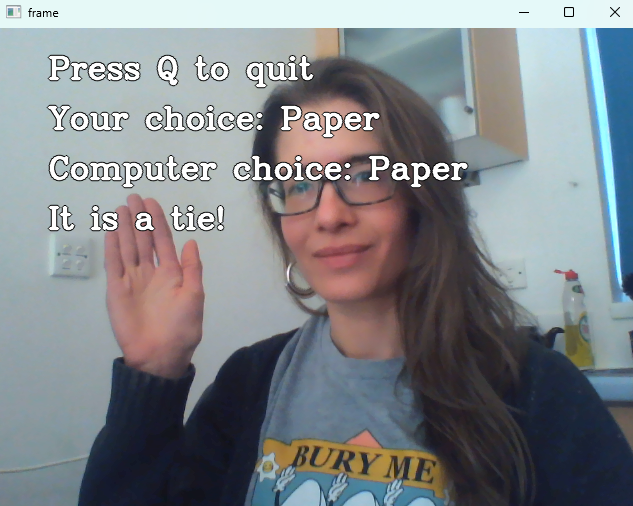 frame
Press Q to quit
Your choice: Paper
Computer choice: Paper
It is a tie!
BURY ME